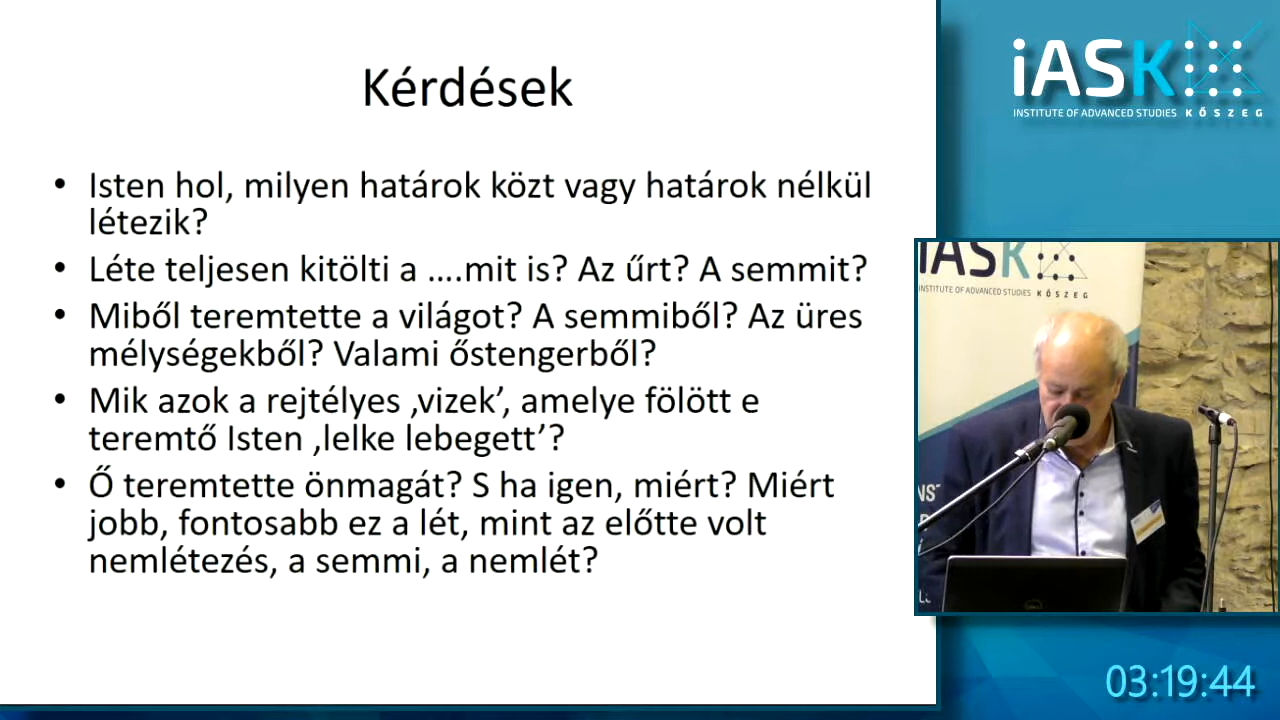 Kérdések
• Isten hol, milyen határok közt vagy határok nélkül
létezik?
• Léte teljesen kitölti a ….mit is? Az űrt? A semmit?
• Miből teremtette a világot? A semmiből? Az üres
mélységekből? Valami őstengerből?
• Mik azok a rejtélyes ‚vizek’, amelye fölött e
teremtő Isten ‚lelke lebegett’?
• Ő teremtette önmagát? S ha igen, miért? Miért
jobb, fontosabb ez a lét, mint az előtte volt
nemlétezés, a semmi, a nemlét?
iASK
INSTITUTE OF ADVANCED STUDIES KŐSZEG
iASK
INSTITUTE OF ADVANCED STUDIES KŐSZEG
03:19:44